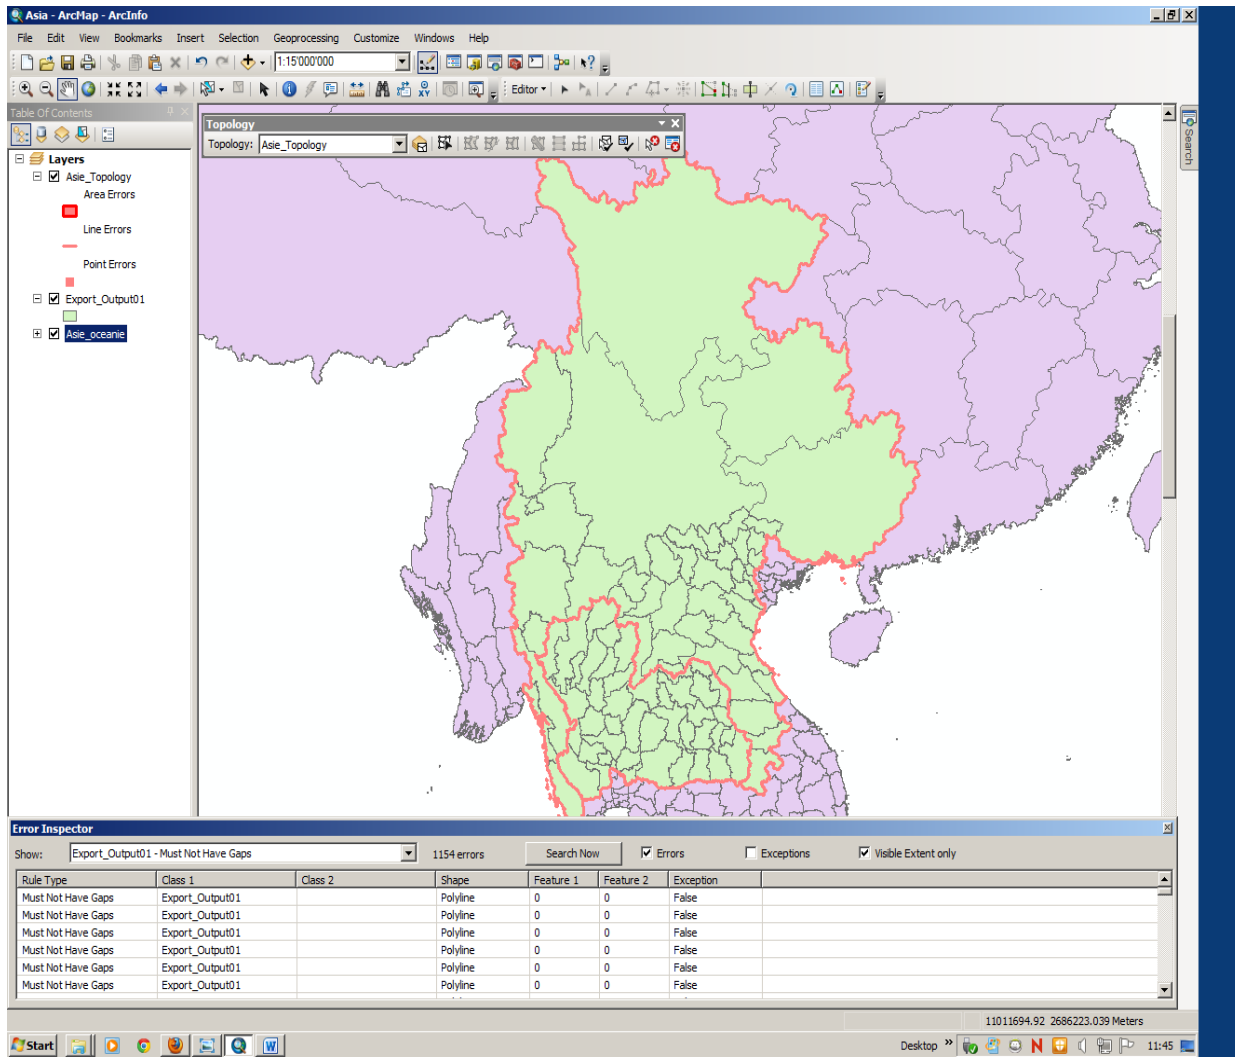 Asia - ArcMap - ArcInfo
File Edit View Bookmarks Insert Selection Geoprocessing Customize Windows Help
1:15'000'000
Editor
Table Of Contents
Layers
Asie_Topology
Area Errors
Line Errors
Point Errors
Export_Output01
Asie_oceanie
Topology
Topology: Asie_Topology
Search
Error Inspector
Show: Export_Output01 - Must Not Have Gaps 1154 errors Search Now Errors Exceptions Visible Extent only
Rule Type Class 1 Class 2 Shape Feature 1 Feature 2 Exception
Must Not Have Gaps Export_Output01 Polyline 0 0 False
Must Not Have Gaps Export_Output01 Polyline 0 0 False
Must Not Have Gaps Export_Output01 Polyline 0 0 False
Must Not Have Gaps Export_Output01 Polyline 0 0 False
Must Not Have Gaps Export_Output01 Polyline 0 0 False
Must Not Have Gaps Export_Output01 Polyline 0 0 False
11011694.92 2686223.039 Meters
Start Desktop » 11:45